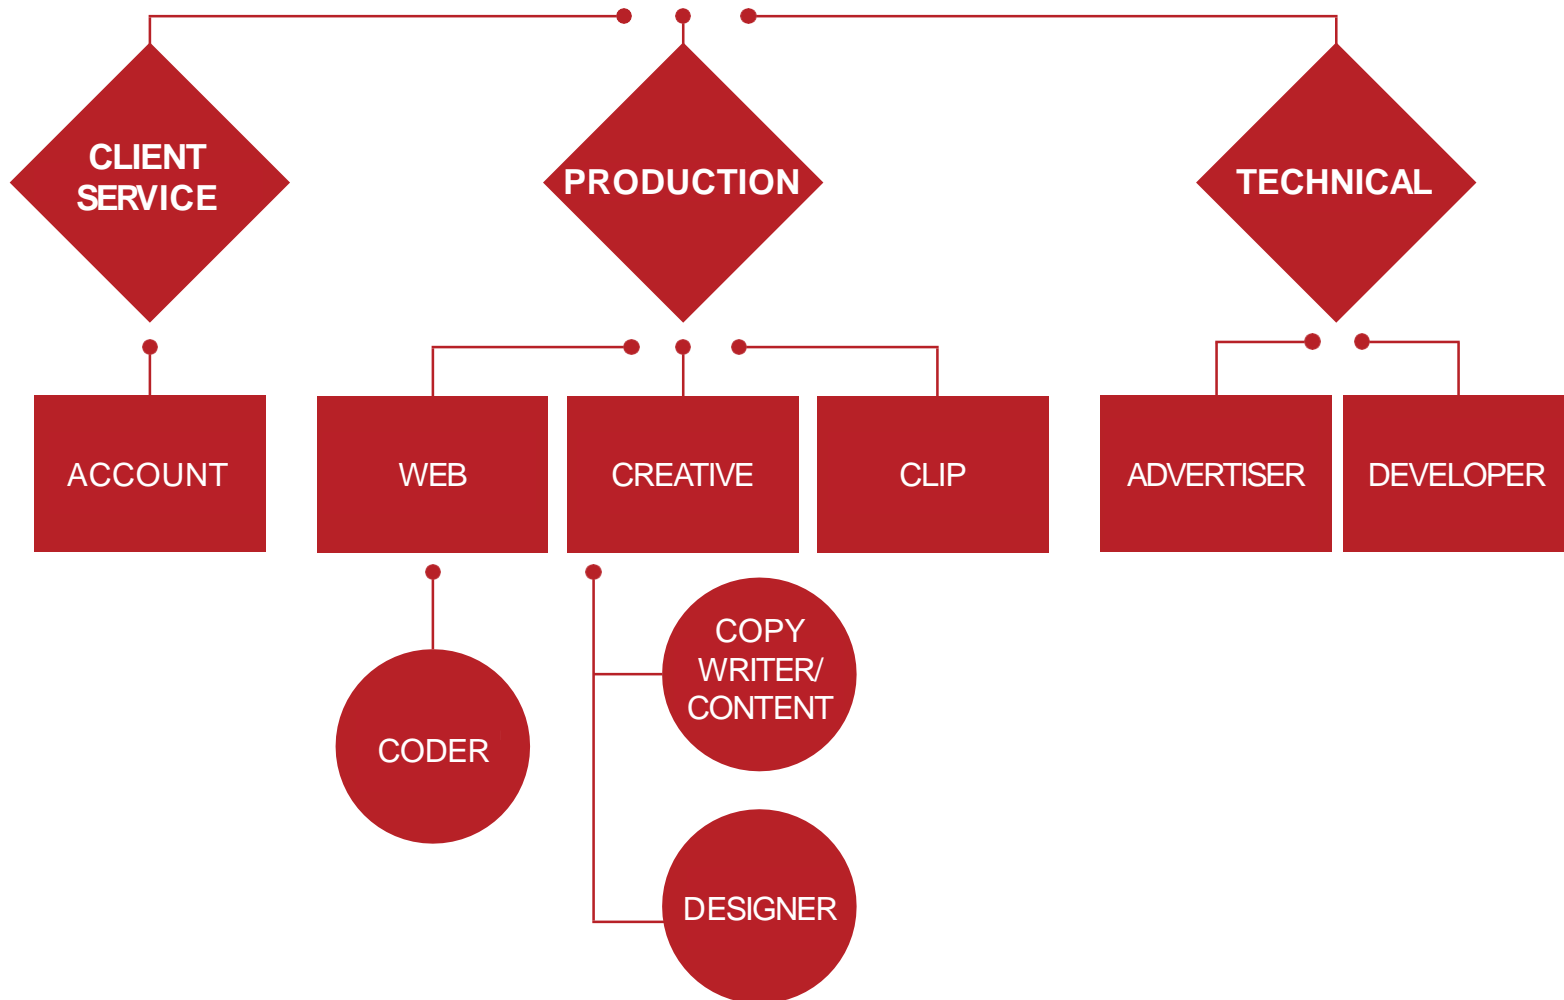 CLIENT
SERVICE
PRODUCTION
TECHNICAL
ACCOUNT
WEB
CREATIVE
CLIP
ADVERTISER
DEVELOPER
COPY
WRITER/
CONTENT
CODER
DESIGNER